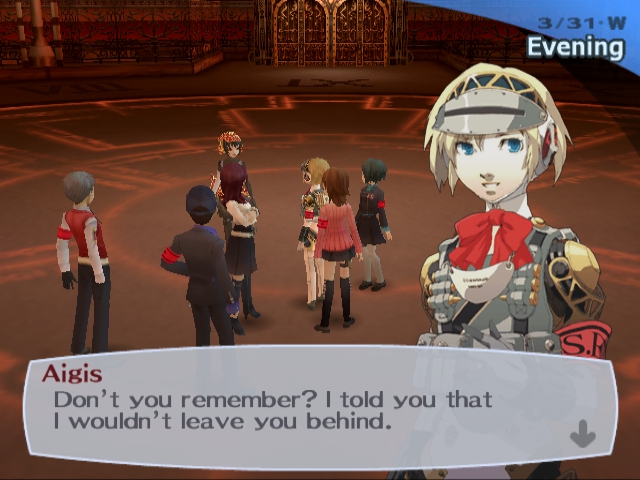 3/31·W
Evening
Aigis
Don't you remember? I told you that
I wouldn't leave you behind.
S.